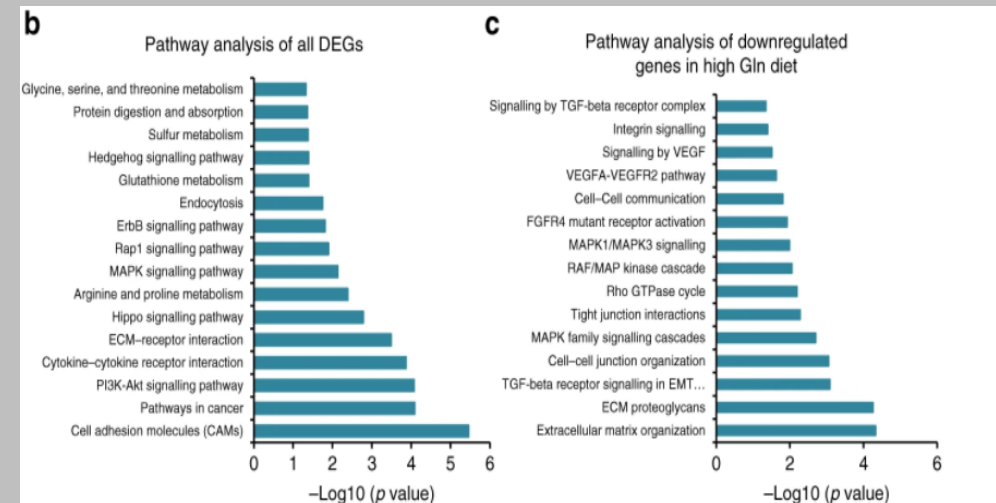 b
Pathway analysis of all DEGs
Glycine, serine, and threonine metabolism
Protein digestion and absorption
Sulfur metabolism
Hedgehog signalling pathway
Glutathione metabolism
Endocytosis
ErbB signalling pathway
Rap1 signalling pathway
MAPK signalling pathway
Arginine and proline metabolism
Hippo signalling pathway
ECM–receptor interaction
Cytokine–cytokine receptor interaction
PI3K-Akt signalling pathway
Pathways in cancer
Cell adhesion molecules (CAMs)
0 1 2 3 4 5 6
–Log10 (p value)
c
Pathway analysis of downregulated
genes in high Gln diet
Signalling by TGF-beta receptor complex
Integrin signalling
Signalling by VEGF
VEGFA-VEGFR2 pathway
Cell–Cell communication
FGFR4 mutant receptor activation
MAPK1/MAPK3 signalling
RAF/MAP kinase cascade
Rho GTPase cycle
Tight junction interactions
MAPK family signalling cascades
Cell–cell junction organization
TGF-beta receptor signalling in EMT...
ECM proteoglycans
Extracellular matrix organization
0 2 4 6
–Log10 (p value)